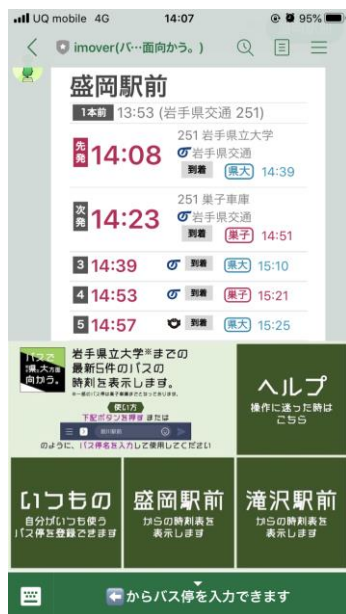 UQ mobile 4G 14:07 95%
imover(バ…面向かう。)
盛岡駅前
1本前 13:53 (岩手県交通 251)
先発 14:08 251 岩手県立大学
岩手県交通
到着 県大 14:39
次発 14:23 251 巣子車庫
岩手県交通
到着 巣子 14:51
3 14:39 到着 県大 15:10
4 14:53 到着 巣子 15:21
5 14:57 到着 県大 15:25
バスで
県大方面
向かう。
岩手県立大学※までの
最新5件のバスの
時刻を表示します。
使い方
下記ボタンを押す または
のように、バス停名を入力して使用してください
ヘルプ
操作に迷った時は
こちら
いつもの
自分がいつも使う
バス停を登録できます
盛岡駅前
からの時刻表を
表示します
滝沢駅前
からの時刻表を
表示します
からバス停を入力できます